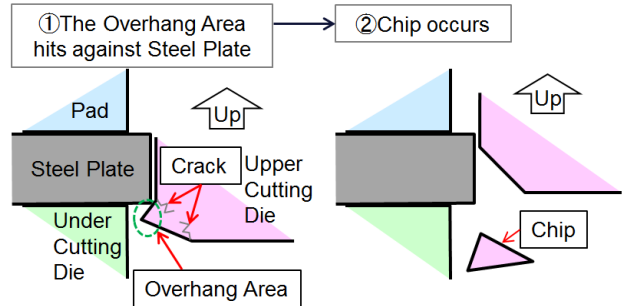 ①The Overhang Area
hits against Steel Plate
②Chip occurs
Pad
Up
Up
Steel Plate
Crack
Upper
Cutting
Die
Under
Cutting
Die
Chip
Overhang Area